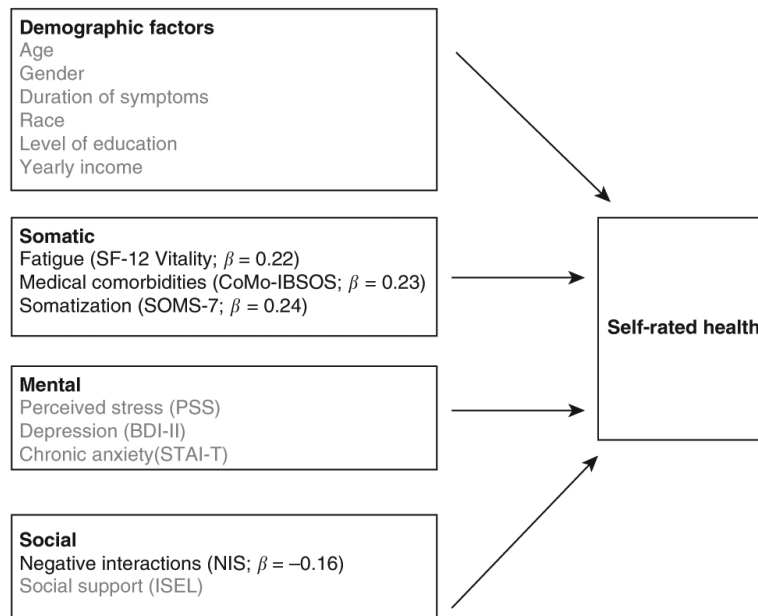 Demographic factors
Age
Gender
Duration of symptoms
Race
Level of education
Yearly income
Somatic
Fatigue (SF-12 Vitality; β = 0.22)
Medical comorbidities (CoMo-IBSOS; β = 0.23)
Somatization (SOMS-7; β = 0.24)
Self-rated health
Mental
Perceived stress (PSS)
Depression (BDI-II)
Chronic anxiety(STAI-T)
Social
Negative interactions (NIS; β = –0.16)
Social support (ISEL)